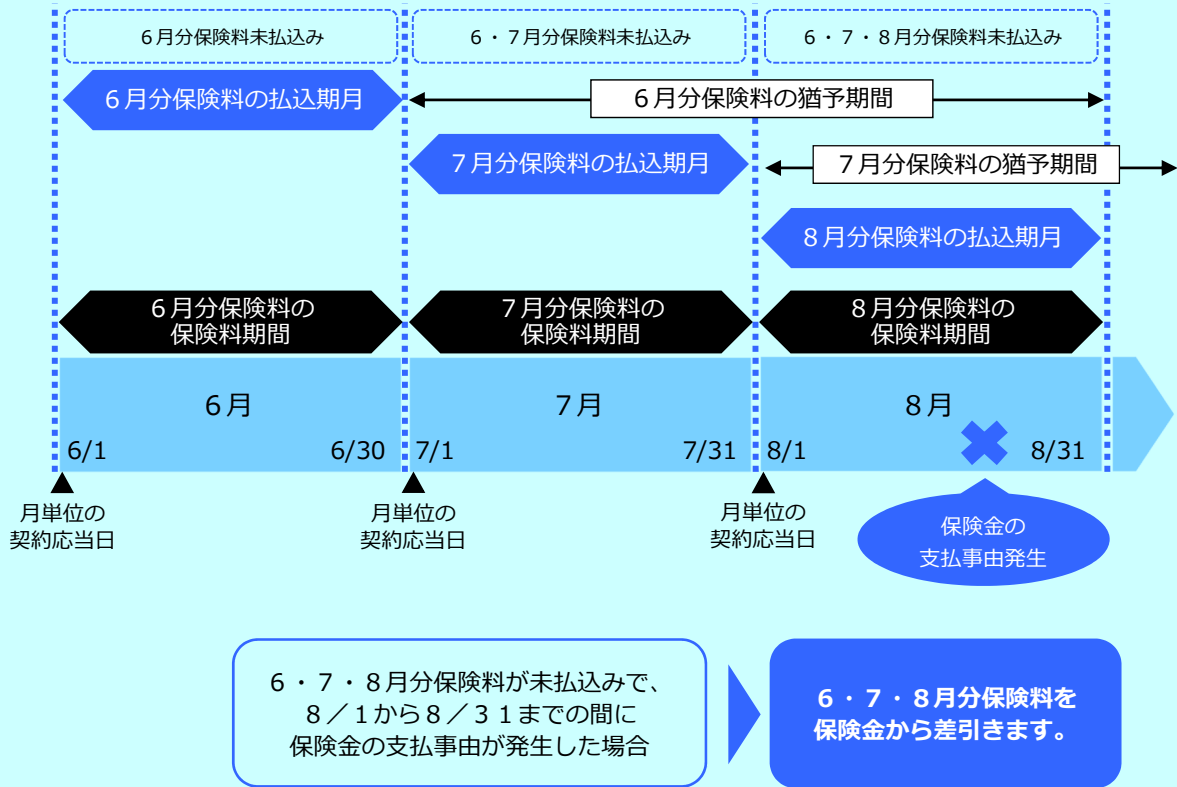 6月分保険料未払込み
6・7月分保険料未払込み
6・7・8月分保険料未払込み
6月分保険料の払込期月
6月分保険料の猶予期間
7月分保険料の払込期月
7月分保険料の猶予期間
8月分保険料の払込期月
6月分保険料の
保険料期間
7月分保険料の
保険料期間
8月分保険料の
保険料期間
6月
7月
8月
6/1
6/30
7/1
7/31
8/1
8/31
月単位の
契約応当日
月単位の
契約応当日
月単位の
契約応当日
保険金の
支払事由発生
6・7・8月分保険料が未払込みで、
8/1から8/31までの間に
保険金の支払事由が発生した場合
6・7・8月分保険料を
保険金から差引きます。